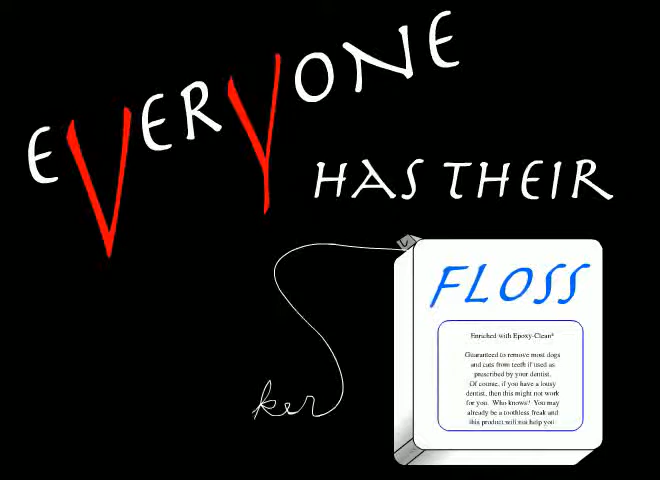 EVERYONE
HAS THEIR
FLOSS
Enriched with Epoxy-Clean®
Guaranteed to remove most dogs
and cats from teeth if used as
prescribed by your dentist.
Of course, if you have a lousy
dentist, then this might not work
for you. Who knows? You may
already be a toothless freak and
this product will not help you
ker